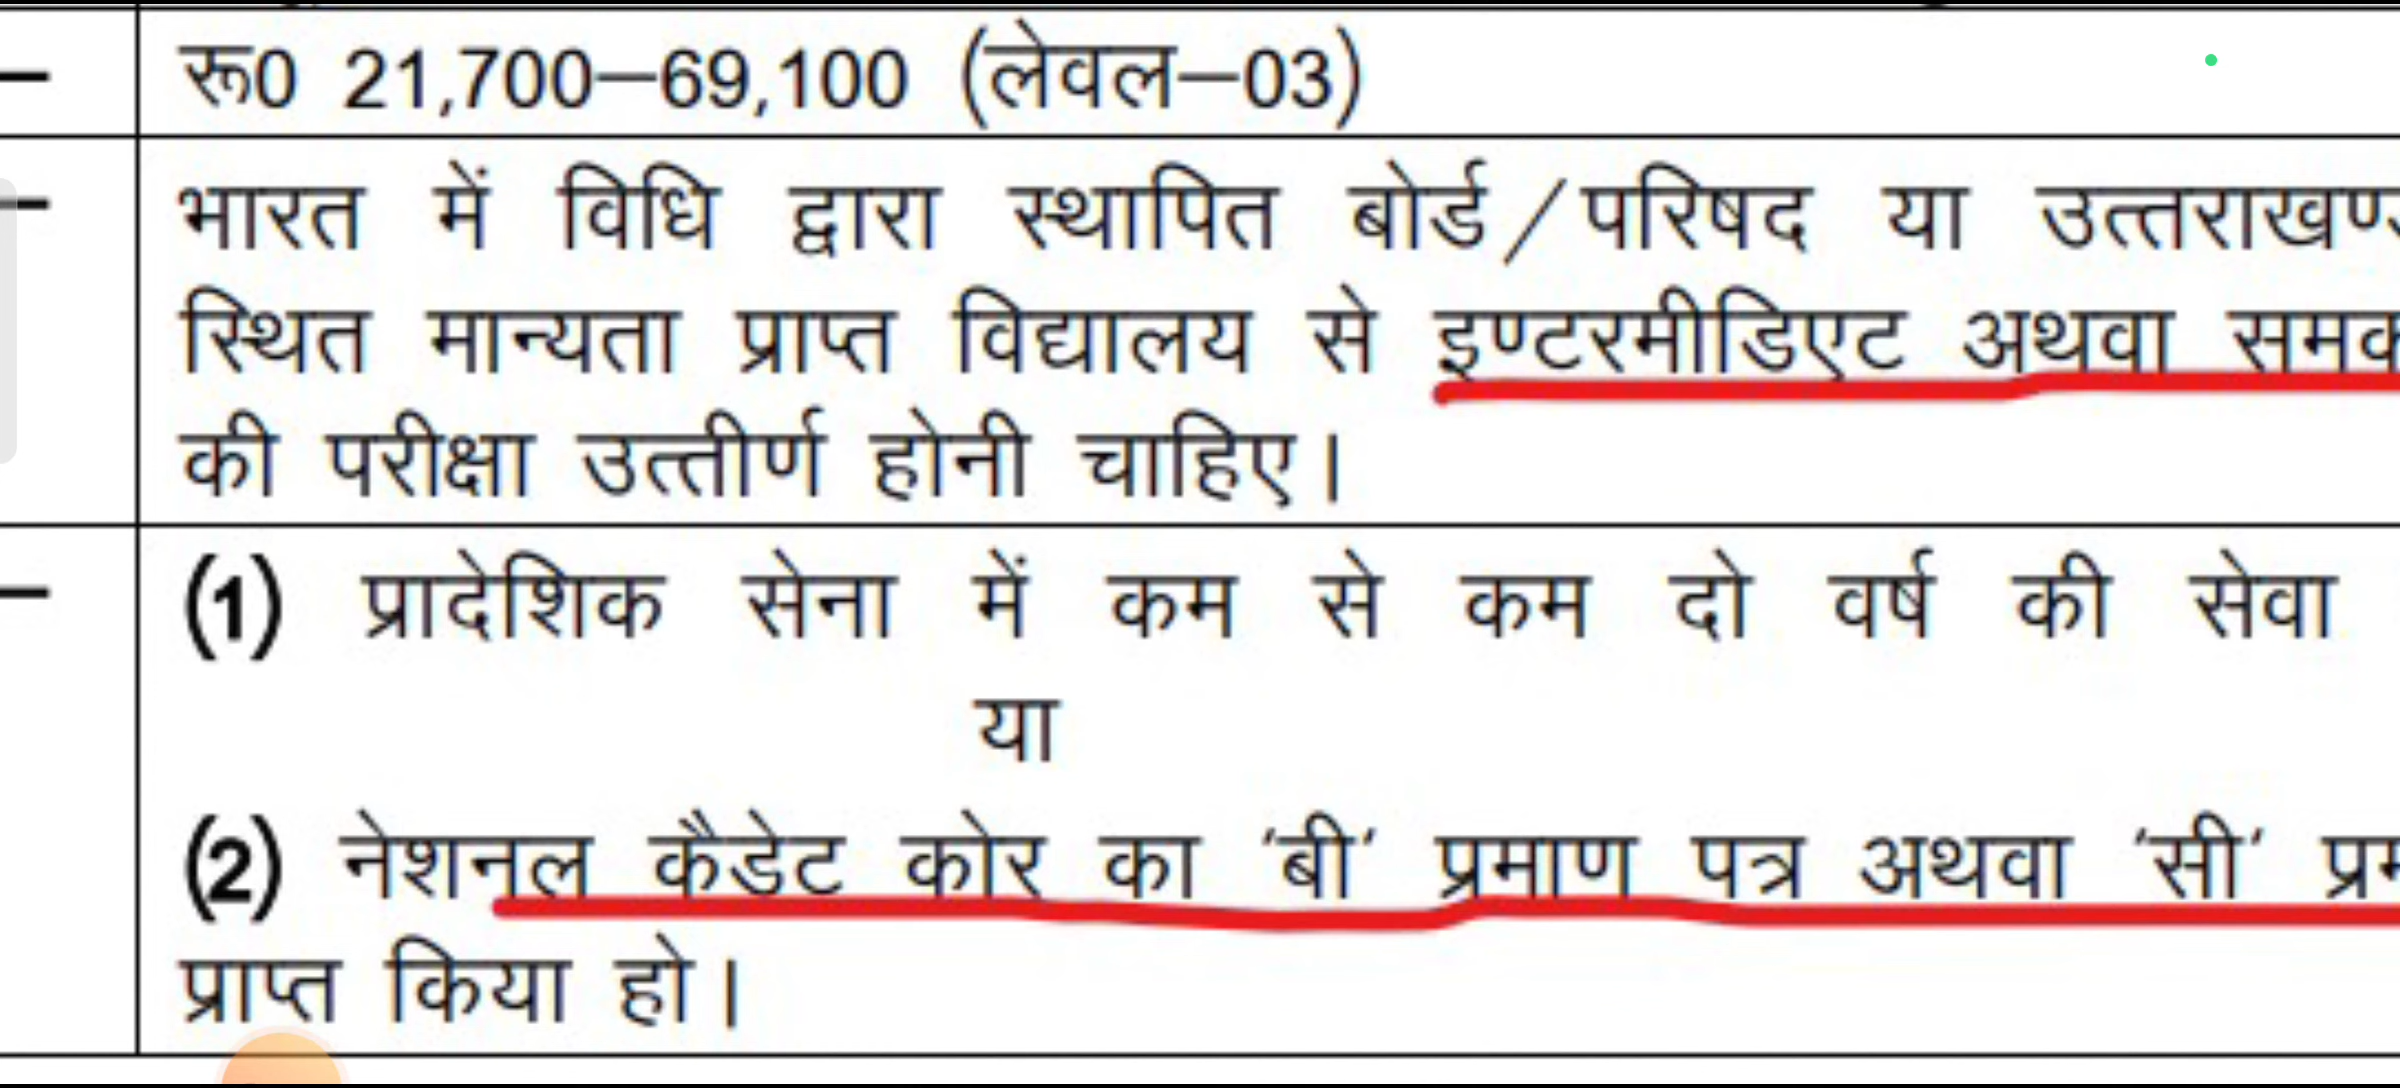 रू0 21,700–69,100 (लेवल–03)
भारत में विधि द्वारा स्थापित बोर्ड/परिषद या
स्थित मान्यता प्राप्त विद्यालय से इण्टरमीडिएट अथवा
की परीक्षा उत्तीर्ण होनी चाहिए।
(1) प्रादेशिक सेना में कम से कम दो वर्ष की सेवा
या
(2) नेशनल कैडेट कोर का ‘बी’ प्रमाण पत्र अथवा ‘सी’
प्राप्त किया हो।